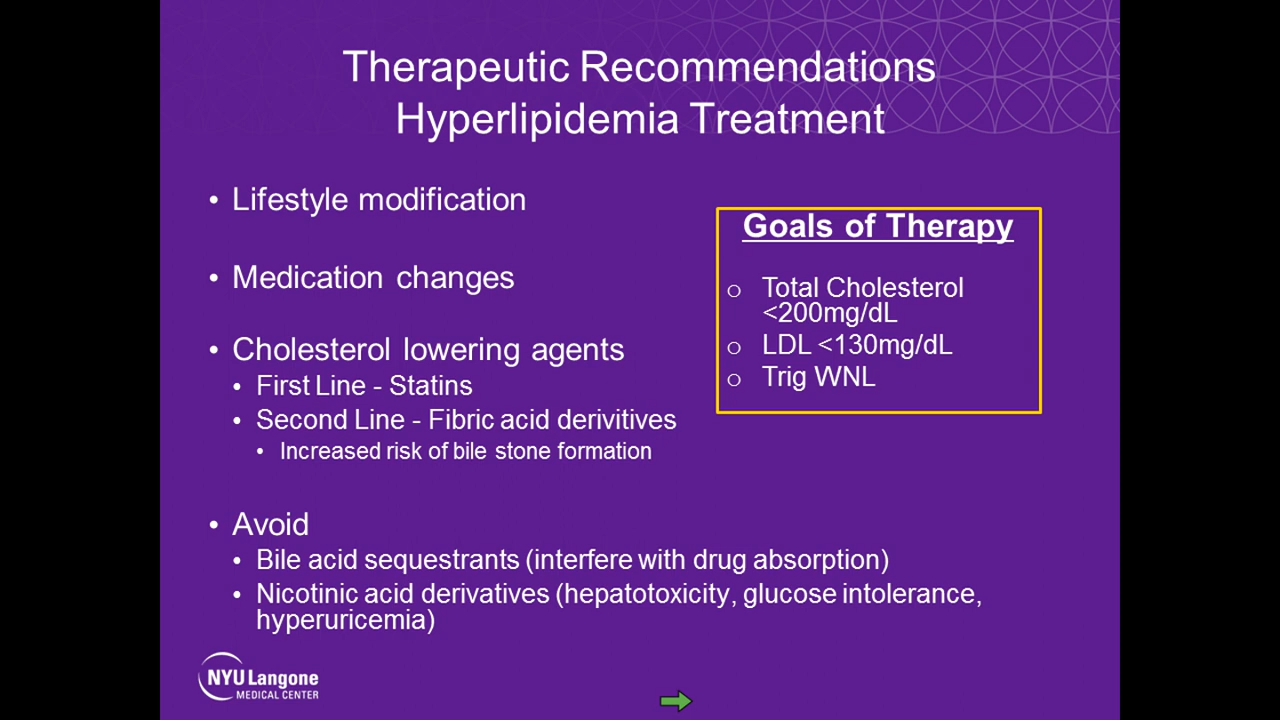 Therapeutic Recommendations
Hyperlipidemia Treatment
• Lifestyle modification
• Medication changes
• Cholesterol lowering agents
• First Line - Statins
• Second Line - Fibric acid derivitives
• Increased risk of bile stone formation
• Avoid
• Bile acid sequestrants (interfere with drug absorption)
• Nicotinic acid derivatives (hepatotoxicity, glucose intolerance,
hyperuricemia)
Goals of Therapy
o Total Cholesterol
<200mg/dL
o LDL <130mg/dL
o Trig WNL
NYU Langone
MEDICAL CENTER